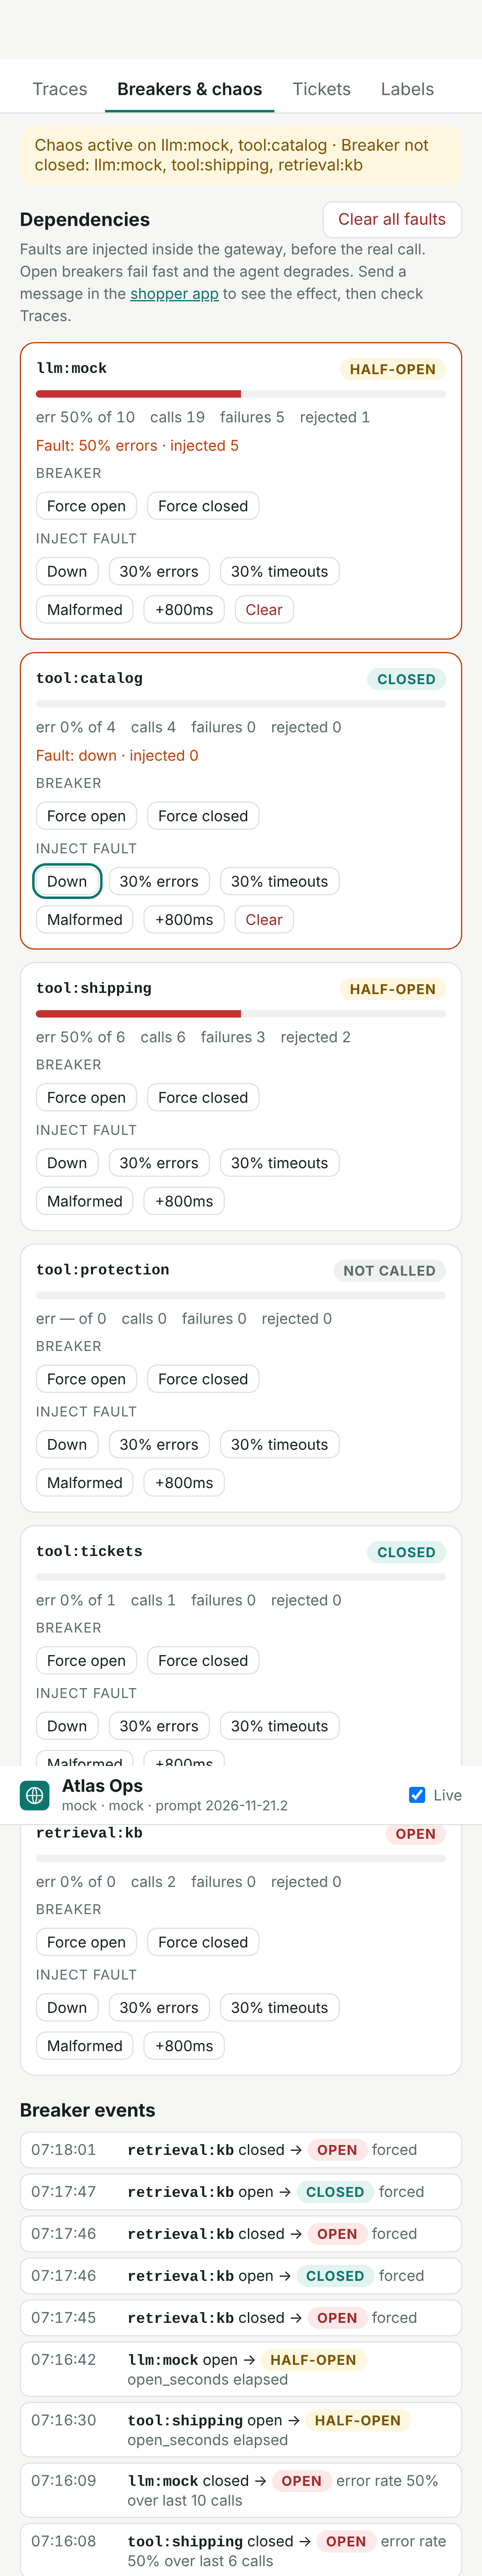 Traces Breakers & chaos Tickets Labels
Chaos active on llm:mock, tool:catalog · Breaker not
closed: llm:mock, tool:shipping, retrieval:kb
Dependencies Clear all faults
Faults are injected inside the gateway, before the real call.
Open breakers fail fast and the agent degrades. Send a
message in the shopper app to see the effect, then check
Traces.
llm:mock HALF-OPEN
err 50% of 10 calls 19 failures 5 rejected 1
Fault: 50% errors · injected 5
BREAKER
Force open Force closed
INJECT FAULT
Down 30% errors 30% timeouts
Malformed +800ms Clear
tool:catalog CLOSED
err 0% of 4 calls 4 failures 0 rejected 0
Fault: down · injected 0
BREAKER
Force open Force closed
INJECT FAULT
Down 30% errors 30% timeouts
Malformed +800ms Clear
tool:shipping HALF-OPEN
err 50% of 6 calls 6 failures 3 rejected 2
BREAKER
Force open Force closed
INJECT FAULT
Down 30% errors 30% timeouts
Malformed +800ms
tool:protection NOT CALLED
err — of 0 calls 0 failures 0 rejected 0
BREAKER
Force open Force closed
INJECT FAULT
Down 30% errors 30% timeouts
Malformed +800ms
tool:tickets CLOSED
err 0% of 1 calls 1 failures 0 rejected 0
BREAKER
Force open Force closed
INJECT FAULT
Down 30% errors 30% timeouts
Malformed +800ms
Atlas Ops
mock · mock · prompt 2026-11-21.2 Live
retrieval:kb OPEN
err 0% of 0 calls 2 failures 0 rejected 0
BREAKER
Force open Force closed
INJECT FAULT
Down 30% errors 30% timeouts
Malformed +800ms
Breaker events
07:18:01 retrieval:kb closed → OPEN forced
07:17:47 retrieval:kb open → CLOSED forced
07:17:46 retrieval:kb closed → OPEN forced
07:17:46 retrieval:kb open → CLOSED forced
07:17:45 retrieval:kb closed → OPEN forced
07:16:42 llm:mock open → HALF-OPEN
open_seconds elapsed
07:16:30 tool:shipping open → HALF-OPEN
open_seconds elapsed
07:16:09 llm:mock closed → OPEN error rate 50%
over last 10 calls
07:16:08 tool:shipping closed → OPEN error rate
50% over last 6 calls